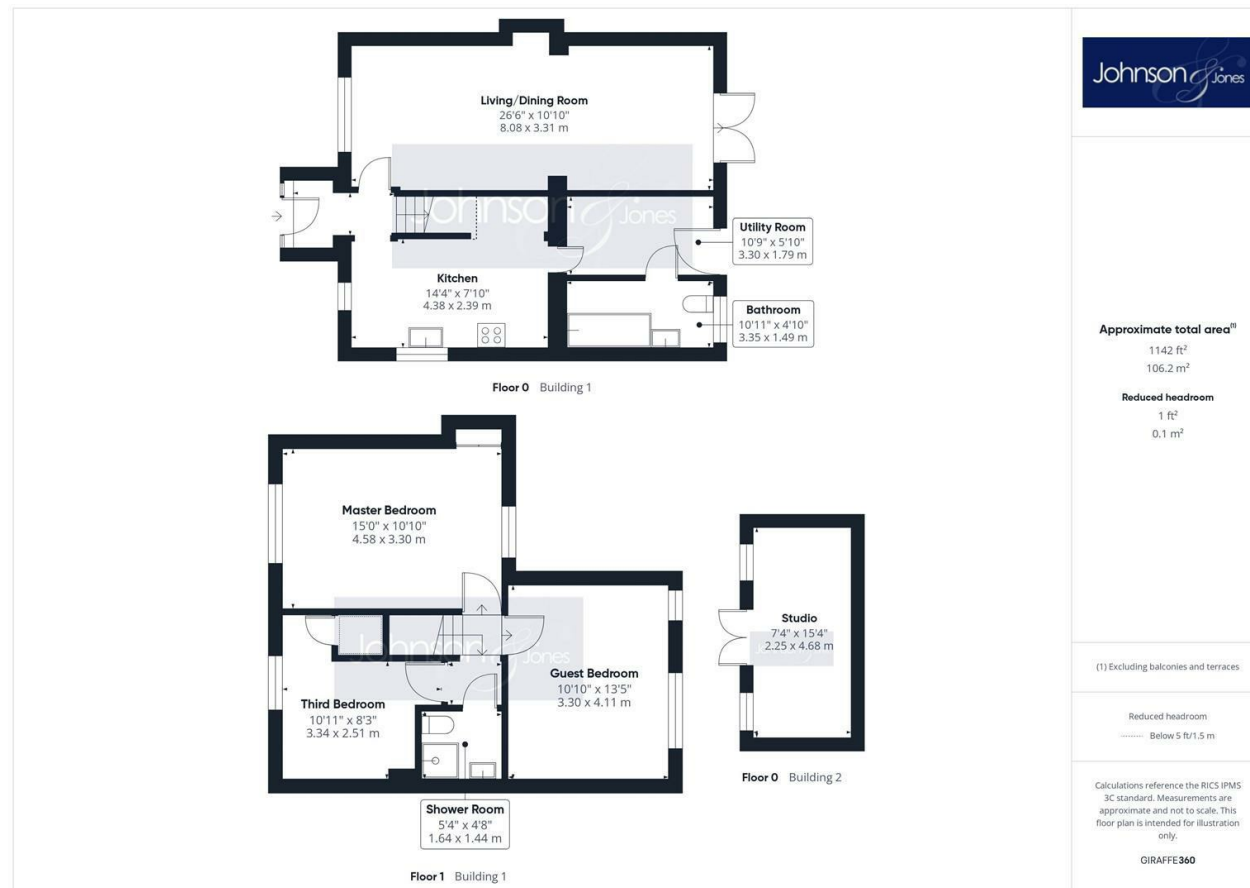 Living/Dining Room
26'6" x 10'10"
8.08 x 3.31 m
Johnson & Jones
Utility Room
10'9" x 5'10"
3.30 x 1.79 m
Kitchen
14'4" x 7'10"
4.38 x 2.39 m
Bathroom
10'11" x 4'10"
3.35 x 1.49 m
Floor 0 Building 1
Master Bedroom
15'0" x 10'10"
4.58 x 3.30 m
Johnson & Jones
Guest Bedroom
10'10" x 13'5"
3.30 x 4.11 m
Third Bedroom
10'11" x 8'3"
3.34 x 2.51 m
Shower Room
5'4" x 4'8"
1.64 x 1.44 m
Floor 1 Building 1
Studio
7'4" x 15'4"
2.25 x 4.68 m
Floor 0 Building 2
Johnson & Jones
Approximate total area(1)
1142 ft²
106.2 m²
Reduced headroom
1 ft²
0.1 m²
(1) Excluding balconies and terraces
Reduced headroom
Below 5 ft/1.5 m
Calculations reference the RICS IPMS
3C standard. Measurements are
approximate and not to scale. This
floor plan is intended for illustration
only.
GIRAFFE360